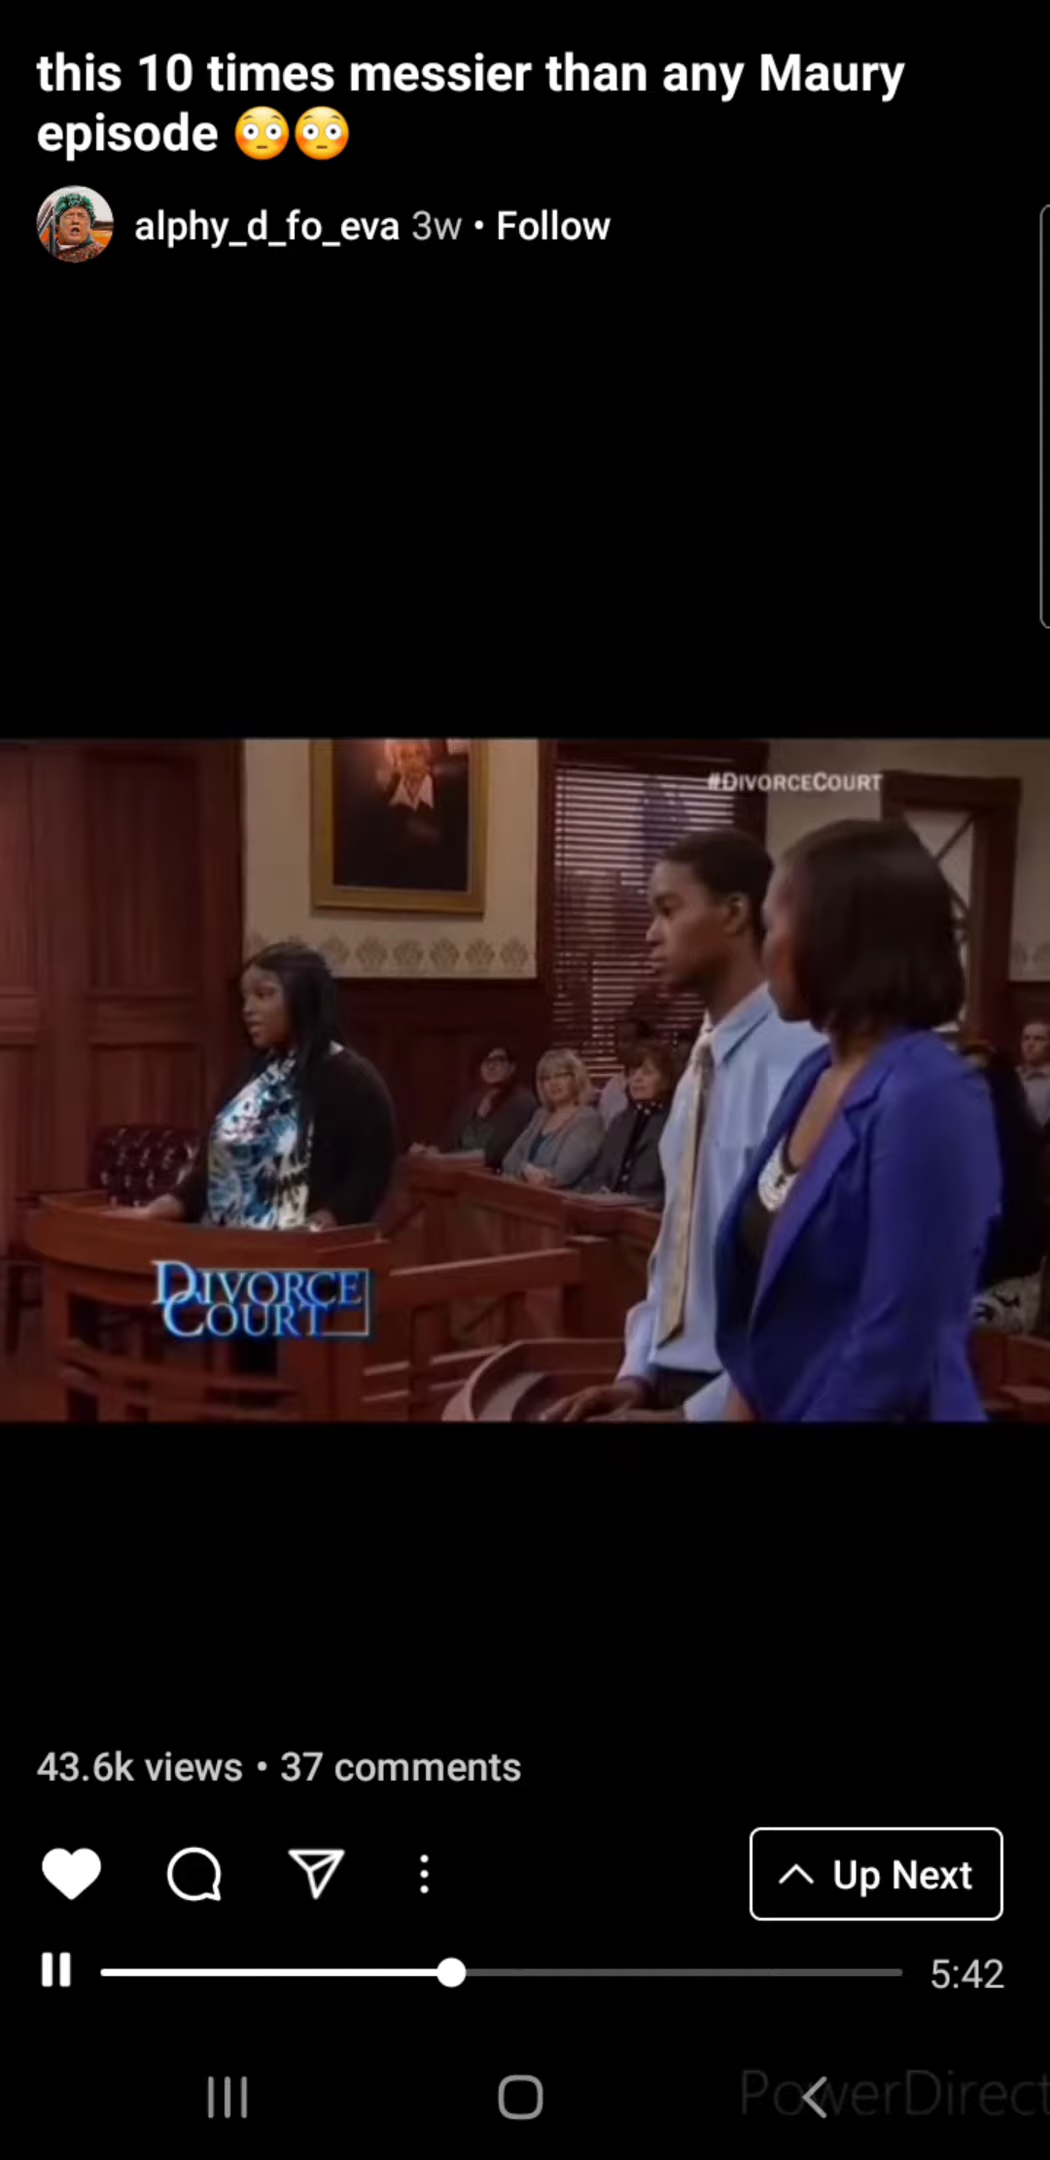 this 10 times messier than any Maury
episode 😳😳
alphy_d_fo_eva 3w • Follow
#DIVORCECOURT
DIVORCE
COURT
43.6k views • 37 comments
Up Next
5:42
PowerDirect